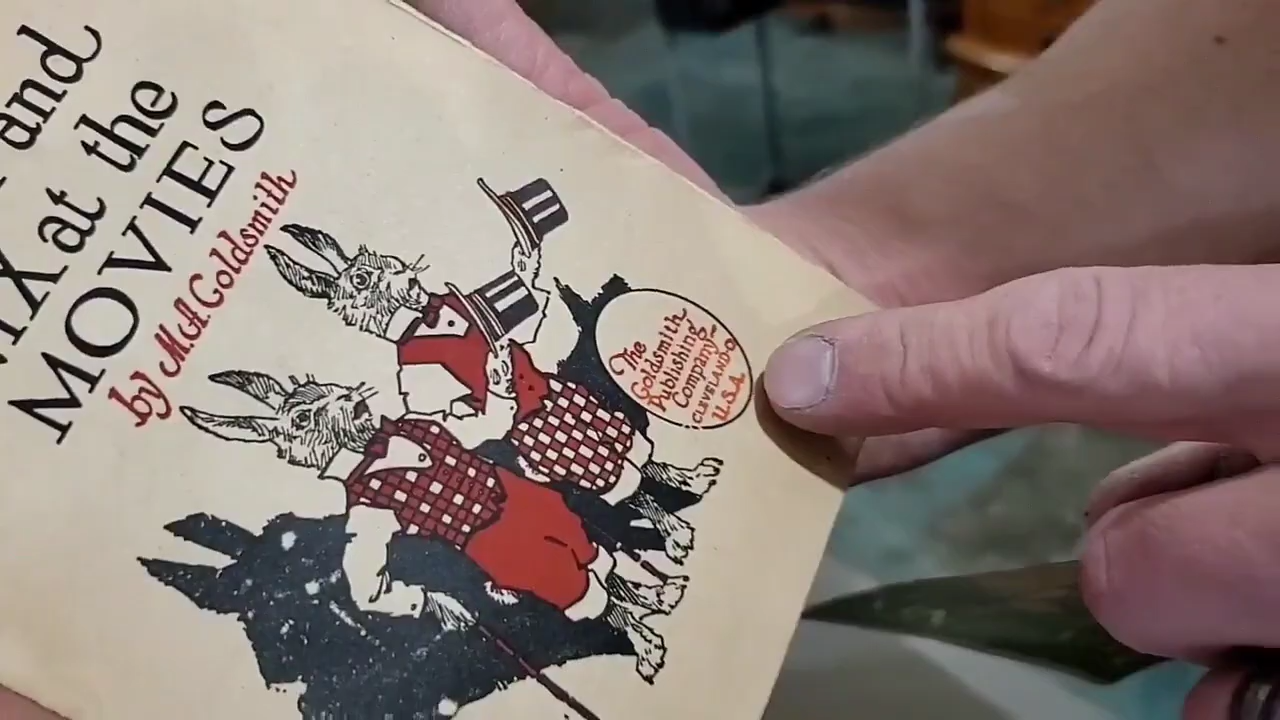 and
at the
MOVIES
by M.A Goldsmith
The
Goldsmith
Publishing
Company-
CLEVELAND·O
U.S.A.